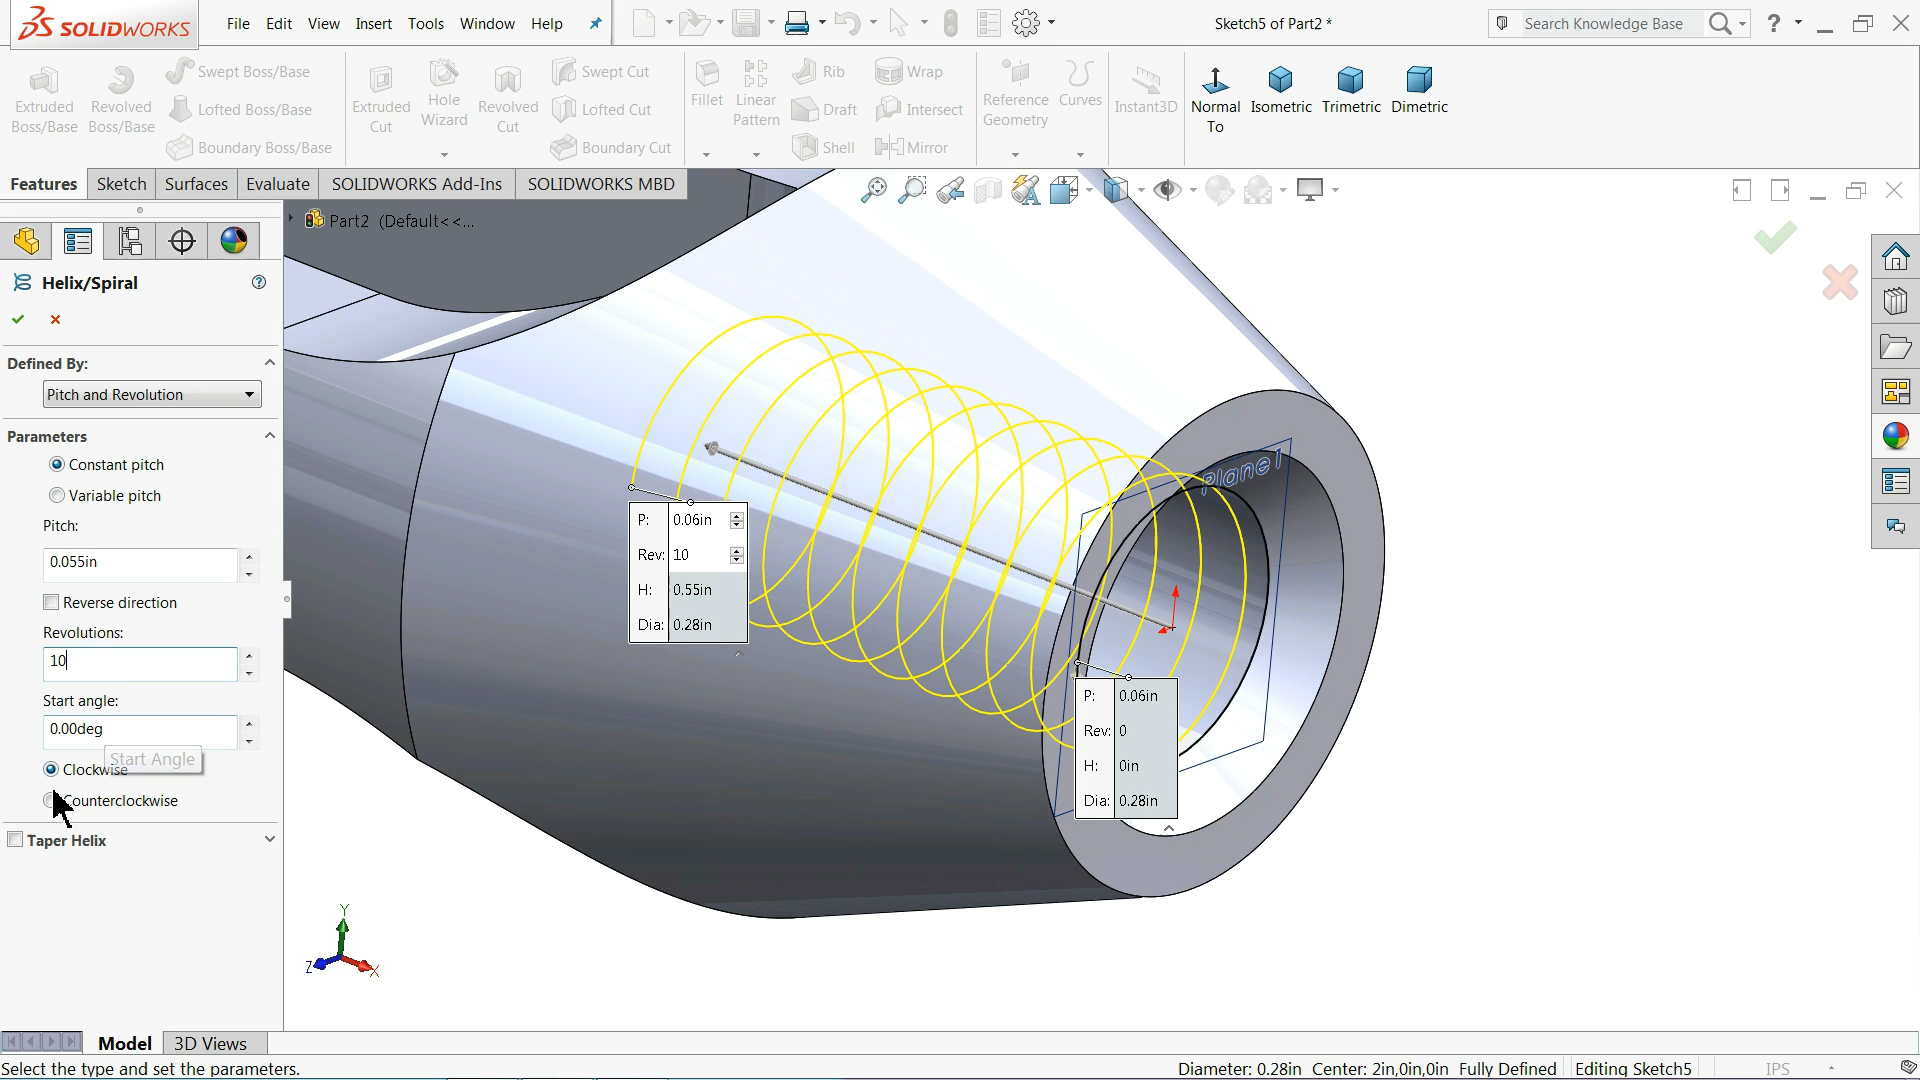 SOLIDWORKS
File Edit View Insert Tools Window Help
Sketch5 of Part2 *
Search Knowledge Base
Extruded Boss/Base
Revolved Boss/Base
Swept Boss/Base
Lofted Boss/Base
Boundary Boss/Base
Extruded Cut
Hole Wizard
Revolved Cut
Swept Cut
Lofted Cut
Boundary Cut
Fillet
Linear Pattern
Rib
Draft
Shell
Wrap
Intersect
Mirror
Reference Geometry
Curves
Instant3D
Normal To
Isometric
Trimetric
Dimetric
Features Sketch Surfaces Evaluate SOLIDWORKS Add-Ins SOLIDWORKS MBD
Part2 (Default<<...
Helix/Spiral
Defined By:
Pitch and Revolution
Parameters
Constant pitch
Variable pitch
Pitch:
0.055in
Reverse direction
Revolutions:
10
Start angle:
0.00deg
Start Angle
Clockwise
Counterclockwise
Taper Helix
Plane1
P: 0.06in
Rev: 10
H: 0.55in
Dia: 0.28in
P: 0.06in
Rev: 0
H: 0in
Dia: 0.28in
Y
Z
X
Model 3D Views
Select the type and set the parameters.
Diameter: 0.28in Center: 2in,0in,0in Fully Defined Editing Sketch5 IPS